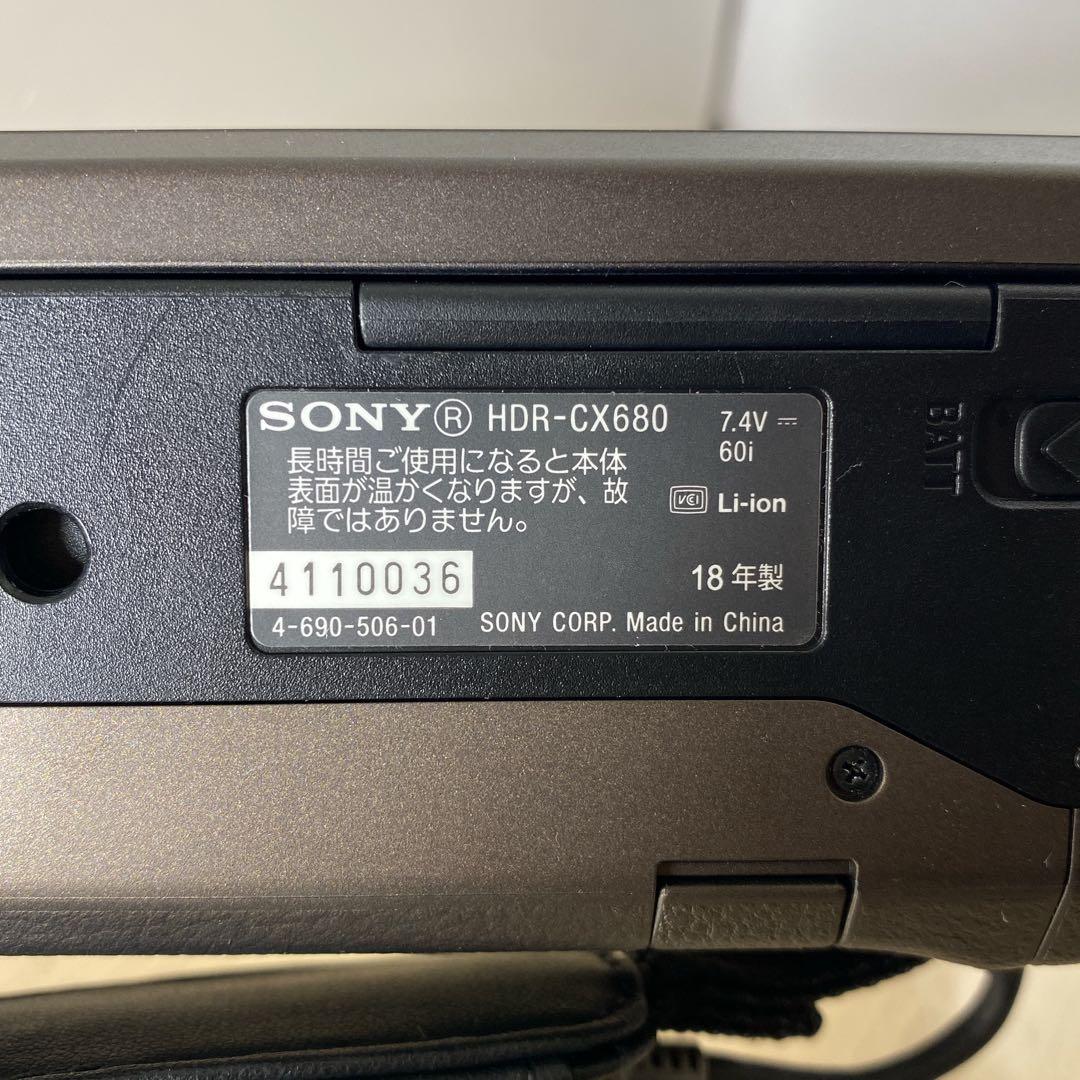 SONY® HDR-CX680 7.4V ⎓
60i
長時間ご使用になると本体
表面が温かくなりますが、故
障ではありません。
VCI Li-ion
4110036
18年製
4-690-506-01 SONY CORP. Made in China
BATT